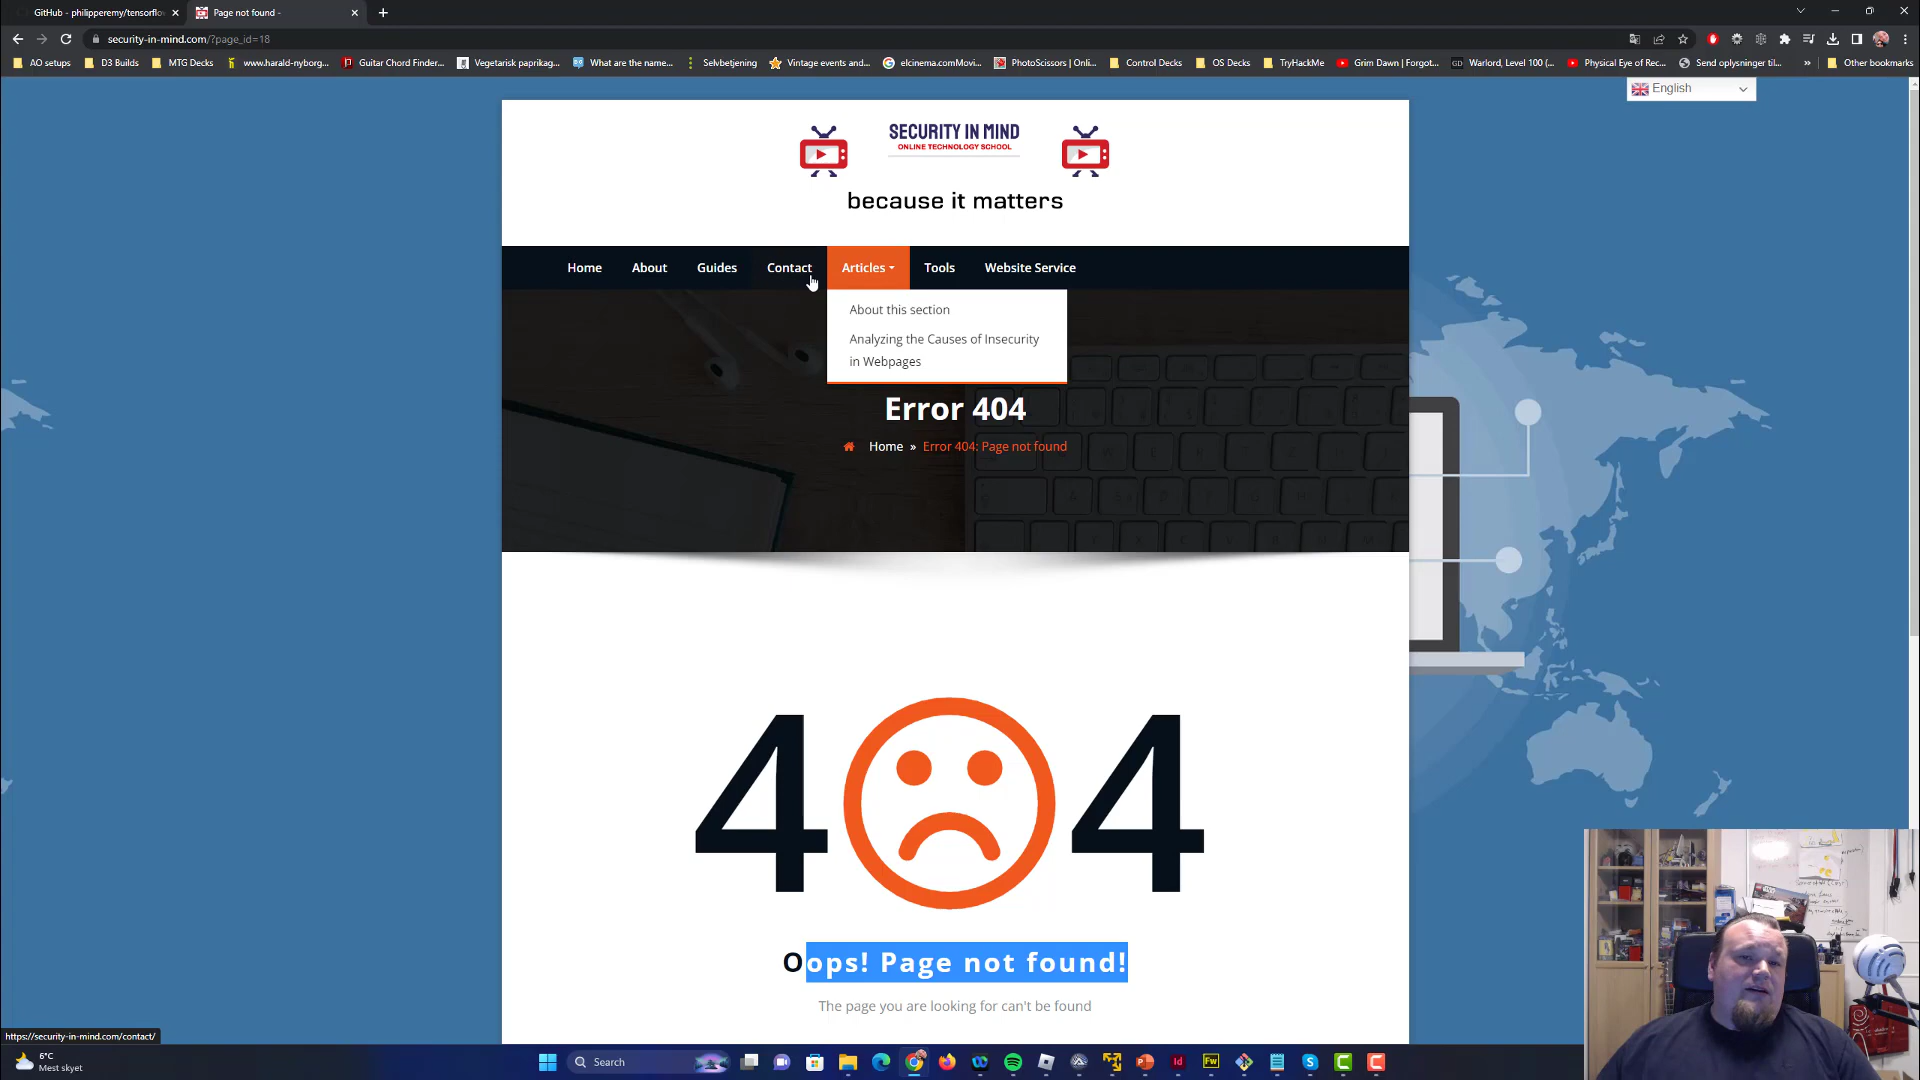 GitHub - philipperemy/tensorflow
Page not found -
security-in-mind.com/?page_id=18
AO setups
D3 Builds
MTG Decks
www.harald-nyborg...
Guitar Chord Finder...
Vegetarisk paprikag...
What are the name...
Selvbetjening
Vintage events and...
elcinema.comMovi...
PhotoScissors | Onli...
Control Decks
OS Decks
TryHackMe
Grim Dawn | Forgot...
GD
Warlord, Level 100 (...
Physical Eye of Rec...
Send oplysninger til...
»
Other bookmarks
English
SECURITY IN MIND
ONLINE TECHNOLOGY SCHOOL
because it matters
Home
About
Guides
Contact
Articles
Tools
Website Service
About this section
Analyzing the Causes of Insecurity
in Webpages
Error 404
Home » Error 404: Page not found
4 4
Oops! Page not found!
The page you are looking for can't be found
https://security-in-mind.com/contact/
6°C
Mest skyet
Search
Id
Fw